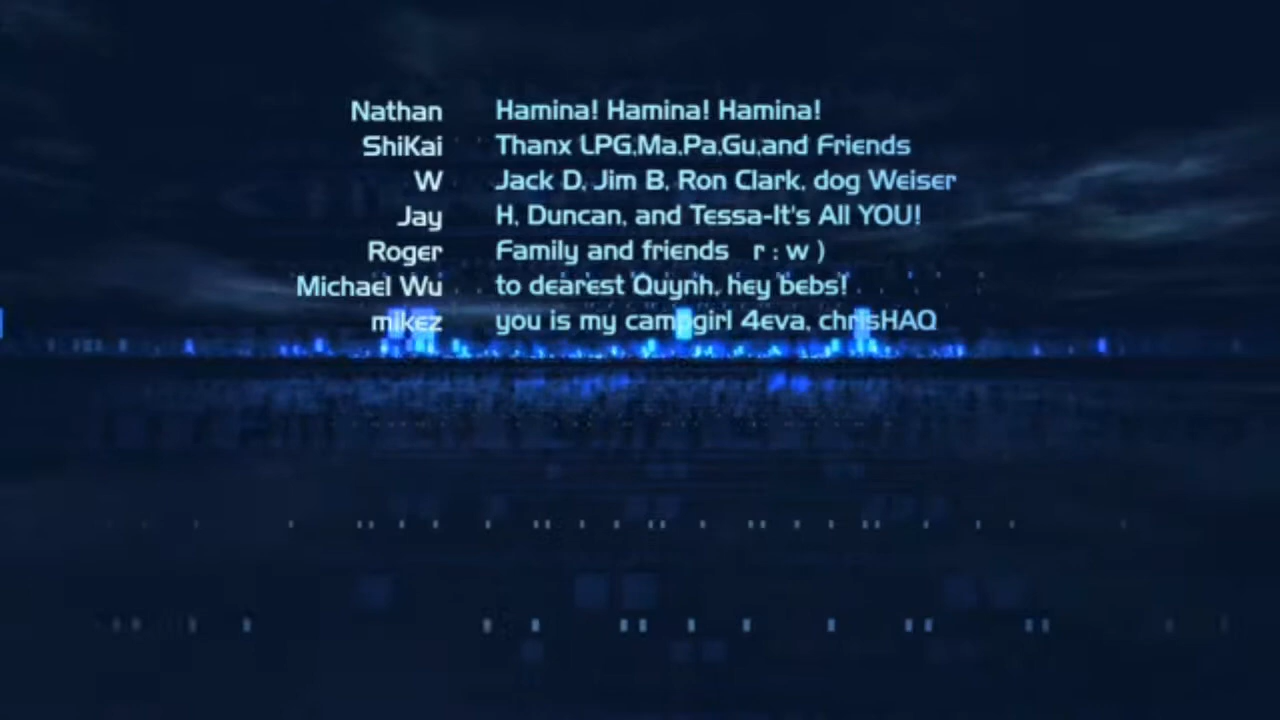 Nathan Hamina! Hamina! Hamina!
ShiKai Thanx LPG,Ma,Pa,Gu,and Friends
W Jack D, Jim B, Ron Clark, dog Weiser
Jay H, Duncan, and Tessa-It's All YOU!
Roger Family and friends r : w )
Michael Wu to dearest Quynh, hey bebs!
mikez you is my campgirl 4eva, chrisHAQ